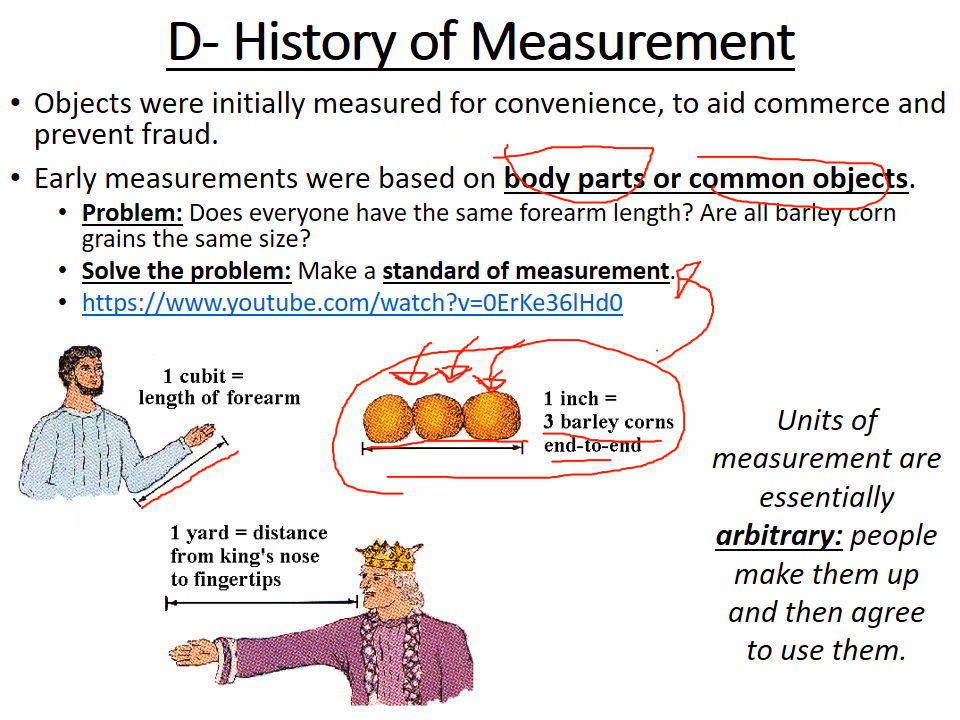 D- History of Measurement
• Objects were initially measured for convenience, to aid commerce and
prevent fraud.
• Early measurements were based on body parts or common objects.
• Problem: Does everyone have the same forearm length? Are all barley corn
grains the same size?
• Solve the problem: Make a standard of measurement.
• https://www.youtube.com/watch?v=0ErKe36lHd0
1 cubit =
length of forearm
1 inch =
3 barley corns
end-to-end
1 yard = distance
from king's nose
to fingertips
Units of
measurement are
essentially
arbitrary: people
make them up
and then agree
to use them.